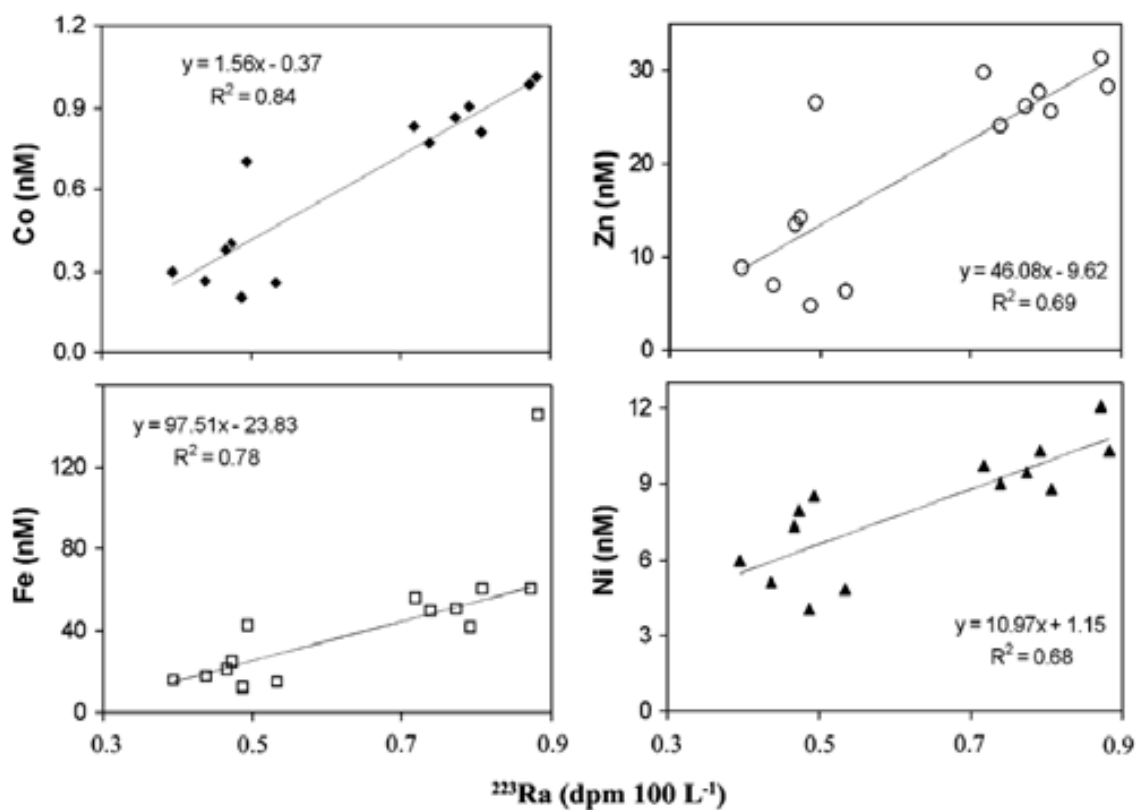 1.2
0.9
0.6
0.3
0.0
Co (nM)
y = 1.56x - 0.37
R² = 0.84
30
20
10
0
Zn (nM)
y = 46.08x - 9.62
R² = 0.69
120
80
40
0
Fe (nM)
y = 97.51x - 23.83
R² = 0.78
0.3 0.5 0.7 0.9
12
9
6
3
0
Ni (nM)
y = 10.97x + 1.15
R² = 0.68
0.3 0.5 0.7 0.9
²²³Ra (dpm 100 L⁻¹)